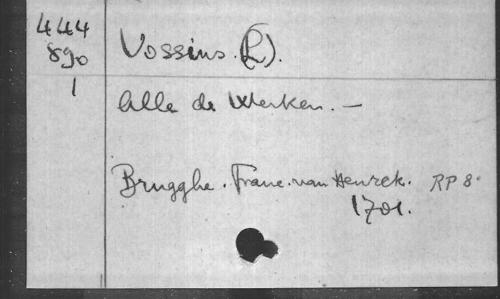 444 Vossius. (L).
890
1 Alle de Werken. —
Brugghe. Franc. van Heurck. RP 8°
1701.